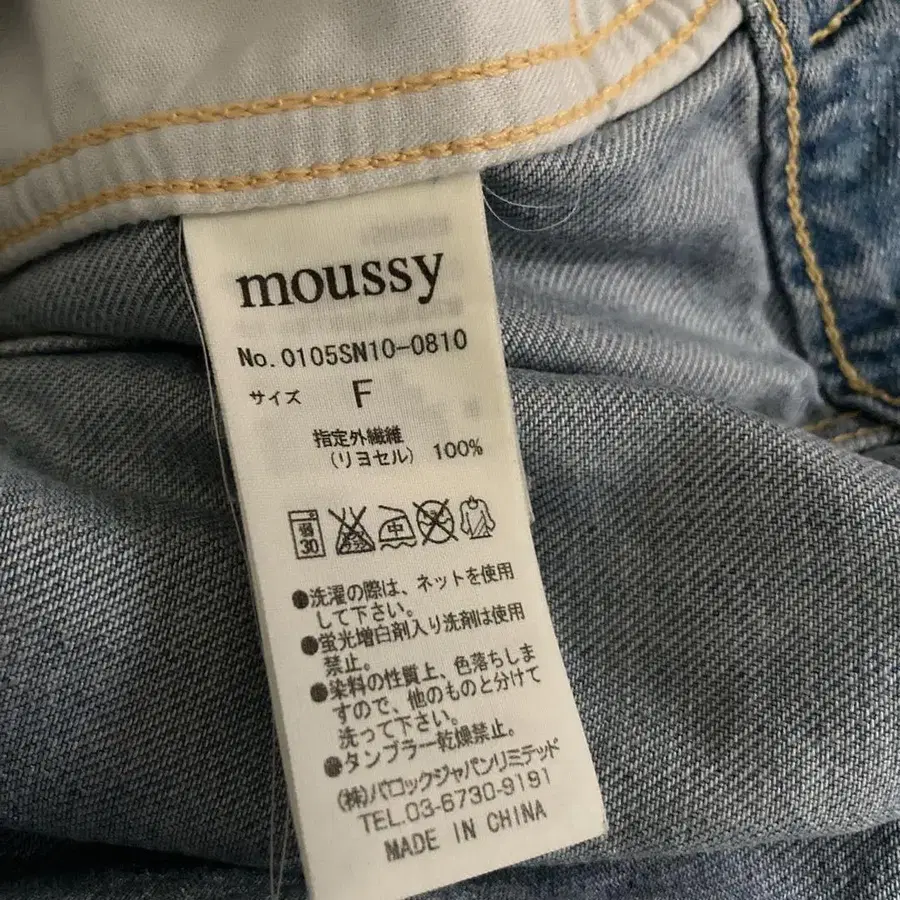 moussy
No.0105SN10-0810
サイズ F
指定外繊維
(リヨセル) 100%
弱
30
中
●洗濯の際は、ネットを使用
して下さい。
●蛍光増白剤入り洗剤は使用
禁止。
●染料の性質上、色落ちしま
すので、他のものと分けて
洗って下さい。
●タンブラー乾燥禁止。
(株)バロックジャパンリミテッド
TEL.03-6730-9191
MADE IN CHINA